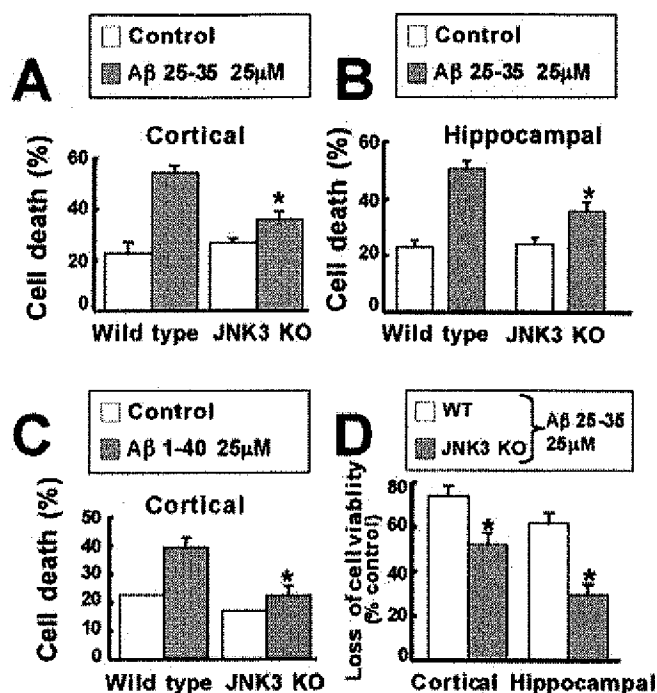 A
Control
Aβ 25-35 25μM
Cortical
Cell death (%)
60
40
20
0
Wild type JNK3 KO
*
B
Control
Aβ 25-35 25μM
Hippocampal
Cell death (%)
60
40
20
0
Wild type JNK3 KO
*
C
Control
Aβ 1-40 25μM
Cortical
Cell death (%)
50
40
30
20
10
0
Wild type JNK3 KO
*
D
WT
JNK3 KO
Aβ 25-35
25μM
Loss of cell viability
(% control)
80
60
40
20
0
Cortical Hippocampal
*
*